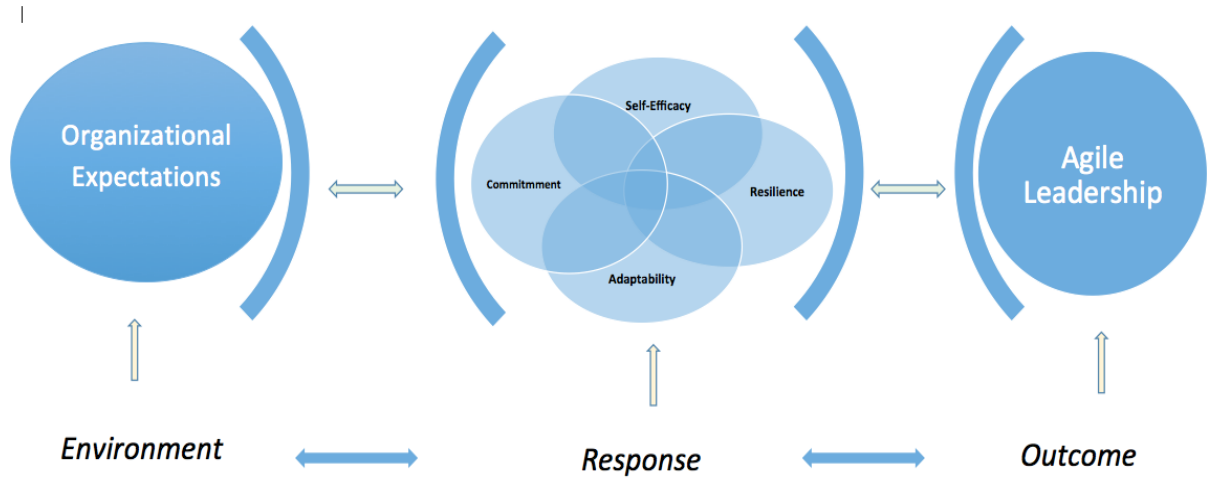 Organizational
Expectations
Self-Efficacy
Commitmment
Resilience
Adaptability
Agile
Leadership
Environment
Response
Outcome